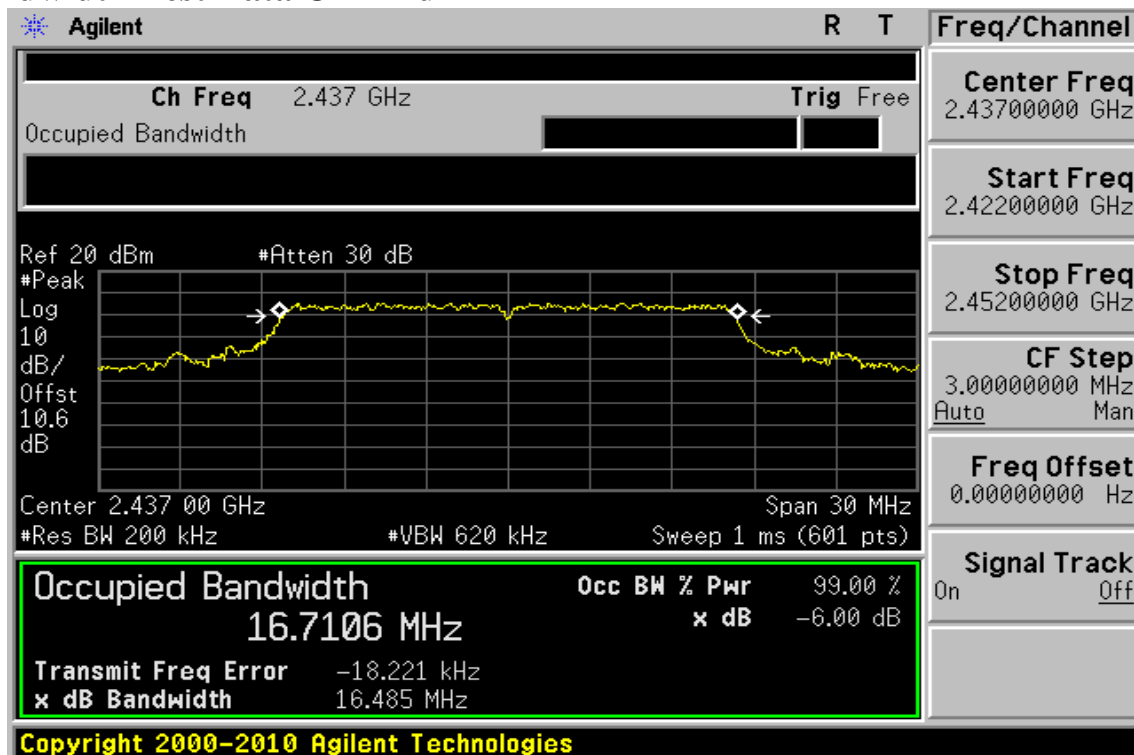 Agilent R T
Ch Freq 2.437 GHz Trig Free
Occupied Bandwidth
Ref 20 dBm #Atten 30 dB
#Peak
Log
10
dB/
Offst
10.6
dB
Center 2.437 00 GHz Span 30 MHz
#Res BW 200 kHz #VBW 620 kHz Sweep 1 ms (601 pts)
Occupied Bandwidth Occ BW % Pwr 99.00 %
16.7106 MHz x dB -6.00 dB
Transmit Freq Error -18.221 kHz
x dB Bandwidth 16.485 MHz
Copyright 2000-2010 Agilent Technologies
Freq/Channel
Center Freq
2.43700000 GHz
Start Freq
2.42200000 GHz
Stop Freq
2.45200000 GHz
CF Step
3.00000000 MHz
Auto Man
Freq Offset
0.00000000 Hz
Signal Track
On Off